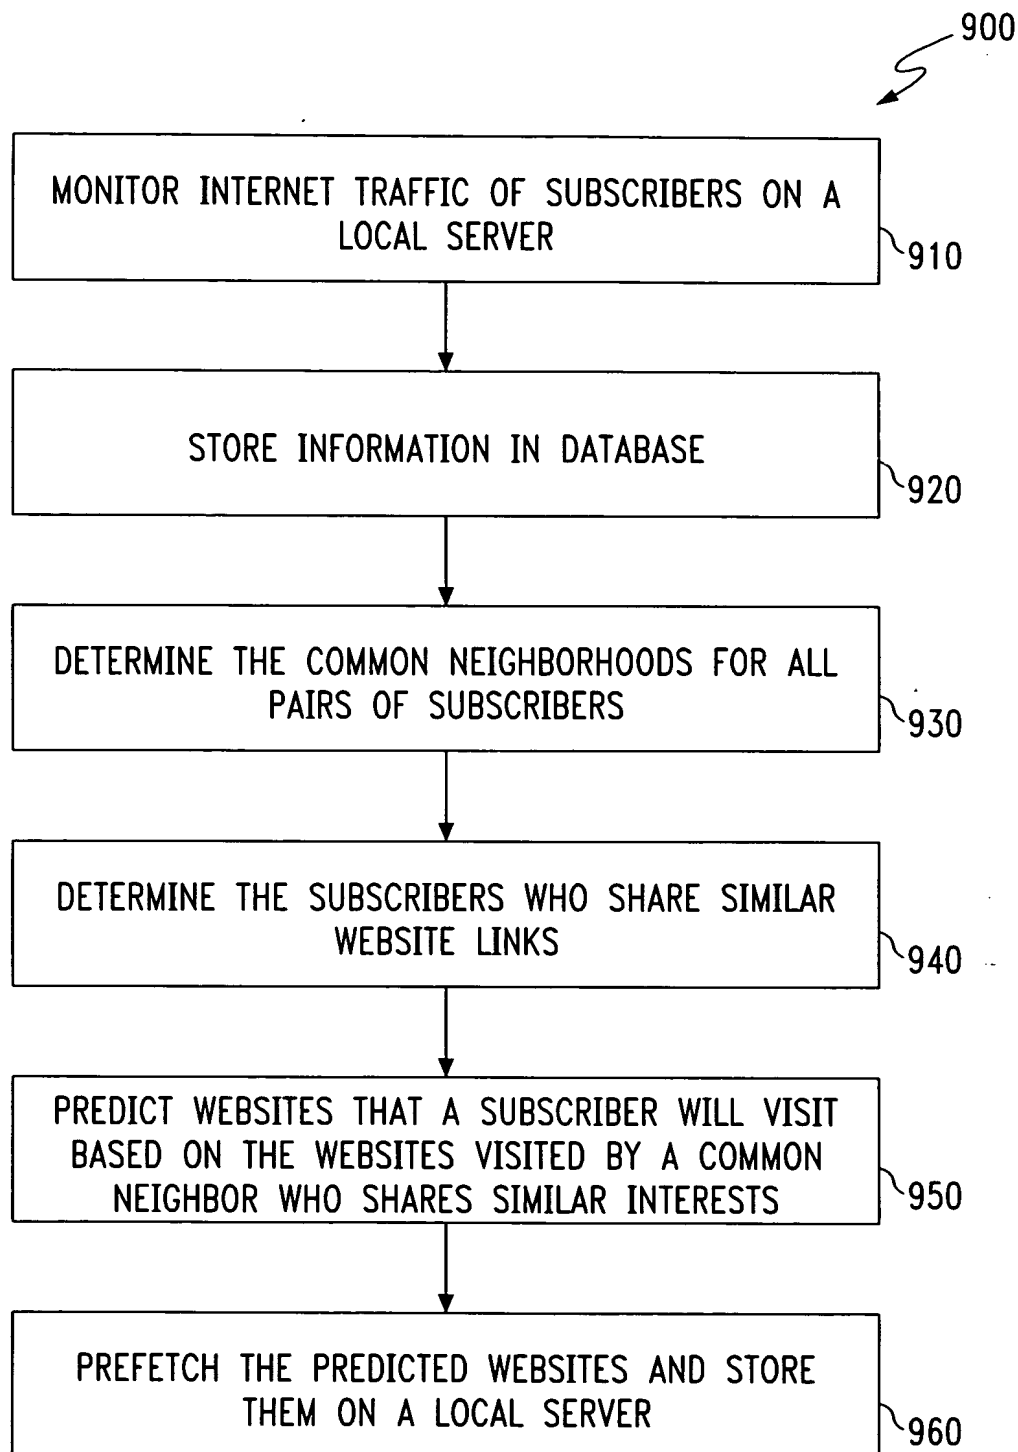 900
MONITOR INTERNET TRAFFIC OF SUBSCRIBERS ON A
LOCAL SERVER
910
STORE INFORMATION IN DATABASE
920
DETERMINE THE COMMON NEIGHBORHOODS FOR ALL
PAIRS OF SUBSCRIBERS
930
DETERMINE THE SUBSCRIBERS WHO SHARE SIMILAR
WEBSITE LINKS
940
PREDICT WEBSITES THAT A SUBSCRIBER WILL VISIT
BASED ON THE WEBSITES VISITED BY A COMMON
NEIGHBOR WHO SHARES SIMILAR INTERESTS
950
PREFETCH THE PREDICTED WEBSITES AND STORE
THEM ON A LOCAL SERVER
960